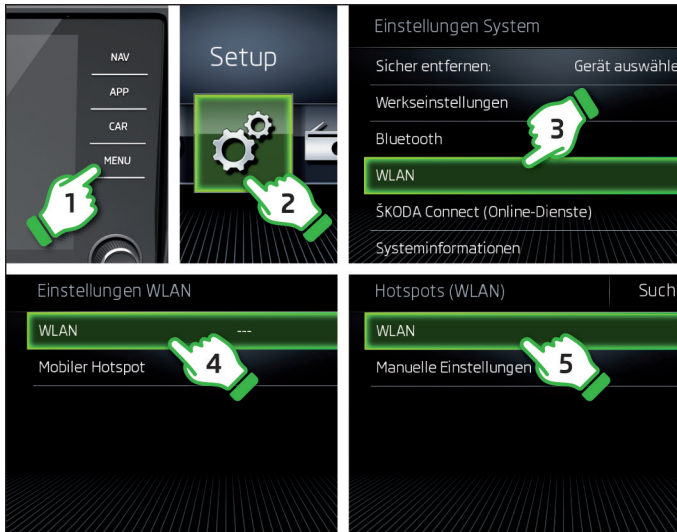 NAV
APP
CAR
MENU
1
Setup
2
Einstellungen System
Sicher entfernen: Gerät auswähle
Werkseinstellungen
Bluetooth
3
WLAN
ŠKODA Connect (Online-Dienste)
Systeminformationen
Einstellungen WLAN
WLAN ---
Mobiler Hotspot
4
Hotspots (WLAN) Such
WLAN
Manuelle Einstellungen
5